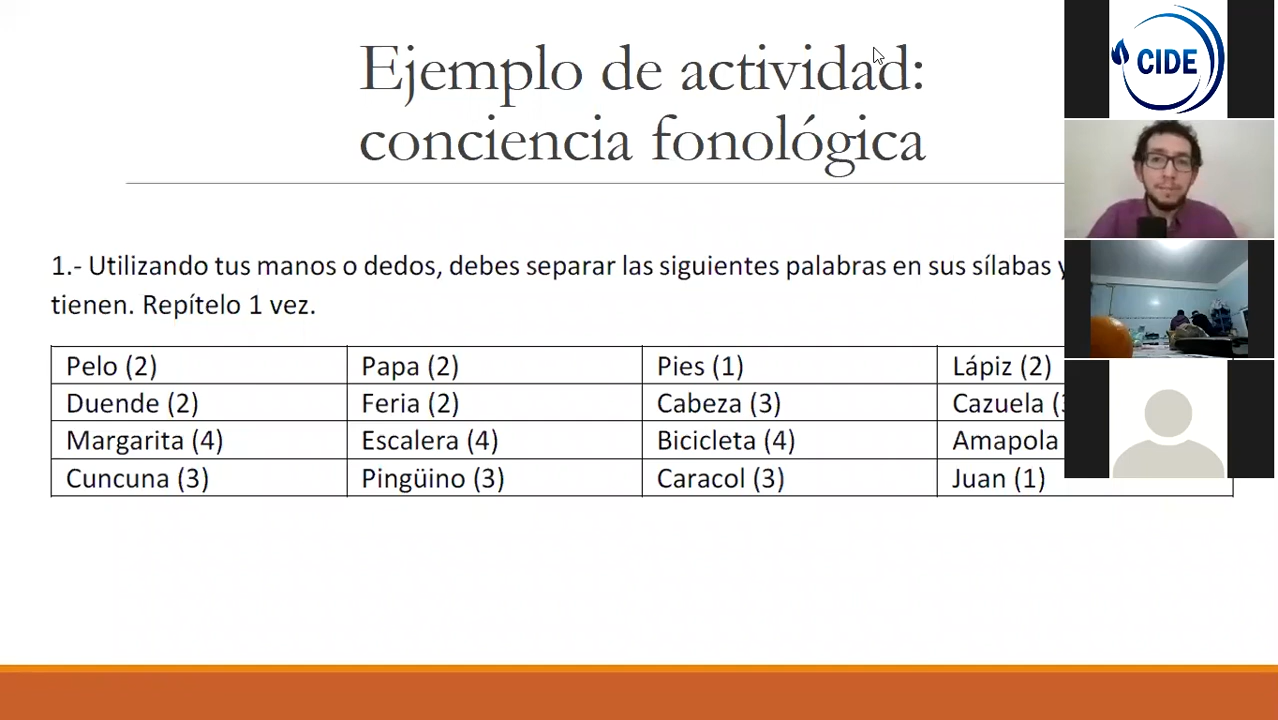 Ejemplo de actividad:
conciencia fonológica
CIDE
1.- Utilizando tus manos o dedos, debes separar las siguientes palabras en sus sílabas y
tienen. Repítelo 1 vez.
Pelo (2) Papa (2) Pies (1) Lápiz (2)
Duende (2) Feria (2) Cabeza (3) Cazuela
Margarita (4) Escalera (4) Bicicleta (4) Amapola
Cuncuna (3) Pingüino (3) Caracol (3) Juan (1)